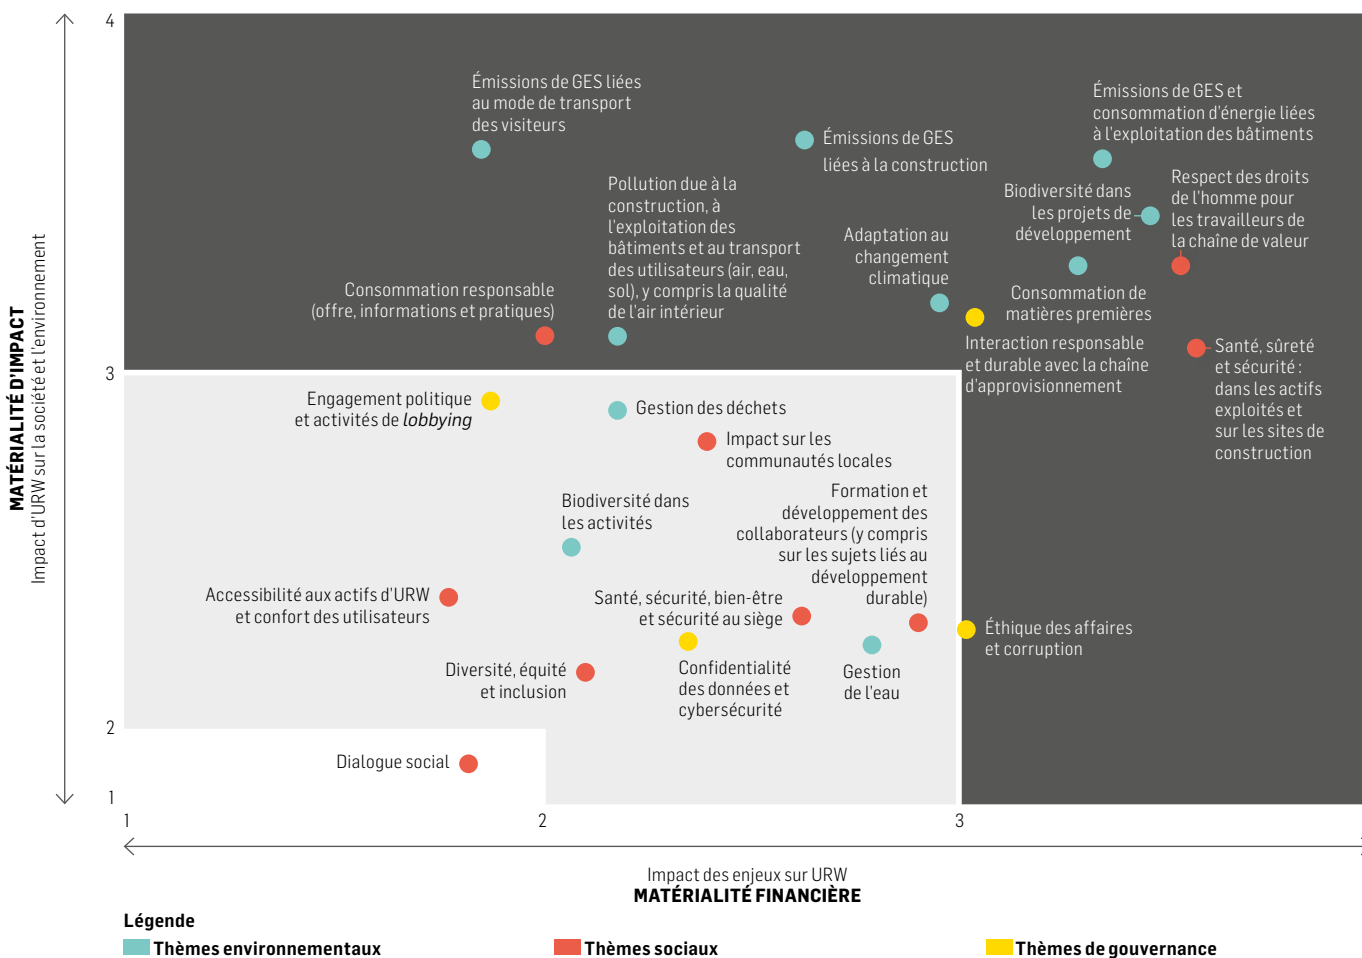 4
Émissions de GES liées
au mode de transport
des visiteurs
Émissions de GES
liées à la construction
Émissions de GES et
consommation d'énergie liées
à l'exploitation des bâtiments
Pollution due à la
construction, à
l'exploitation des
bâtiments et au transport
des utilisateurs (air, eau,
sol), y compris la qualité
de l'air intérieur
Biodiversité dans
les projets de
développement
Respect des droits
de l'homme pour
les travailleurs de
la chaîne de valeur
Adaptation au
changement
climatique
Consommation responsable
(offre, informations et pratiques)
Consommation de
matières premières
Interaction responsable
et durable avec la chaîne
d'approvisionnement
Santé, sûreté
et sécurité :
dans les actifs
exploités et
sur les sites de
construction
MATÉRIALITÉ D'IMPACT
Impact d'URW sur la société et l'environnement
3
Engagement politique
et activités de lobbying
Gestion des déchets
Impact sur les
communautés locales
Biodiversité dans
les activités
Formation et
développement des
collaborateurs (y compris
sur les sujets liés au
développement
durable)
Accessibilité aux actifs d'URW
et confort des utilisateurs
Santé, sécurité, bien-être
et sécurité au siège
Éthique des affaires
et corruption
Diversité, équité
et inclusion
Confidentialité
des données et
cybersécurité
Gestion
de l'eau
2
Dialogue social
1
1
2
3
Impact des enjeux sur URW
MATÉRIALITÉ FINANCIÈRE
Légende
Thèmes environnementaux
Thèmes sociaux
Thèmes de gouvernance